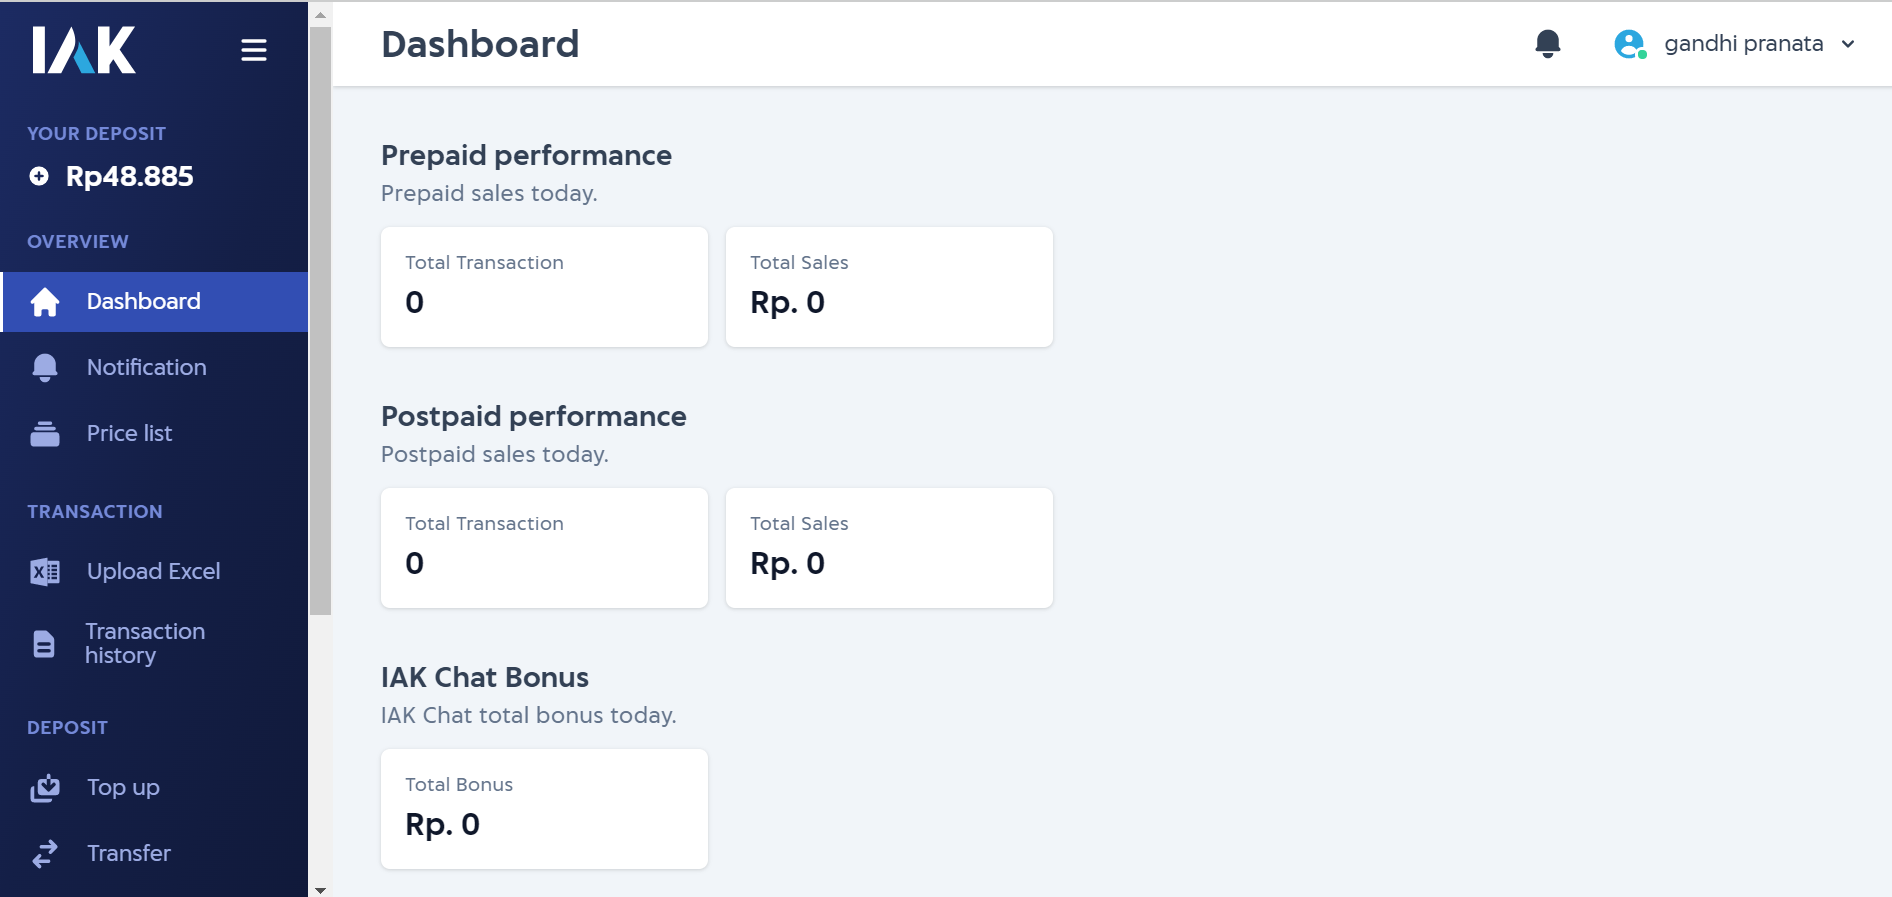 IAK
YOUR DEPOSIT
Rp48.885
OVERVIEW
Dashboard
Notification
Price list
TRANSACTION
Upload Excel
Transaction
history
DEPOSIT
Top up
Transfer
Dashboard
gandhi pranata
Prepaid performance
Prepaid sales today.
Total Transaction
0
Total Sales
Rp. 0
Postpaid performance
Postpaid sales today.
Total Transaction
0
Total Sales
Rp. 0
IAK Chat Bonus
IAK Chat total bonus today.
Total Bonus
Rp. 0